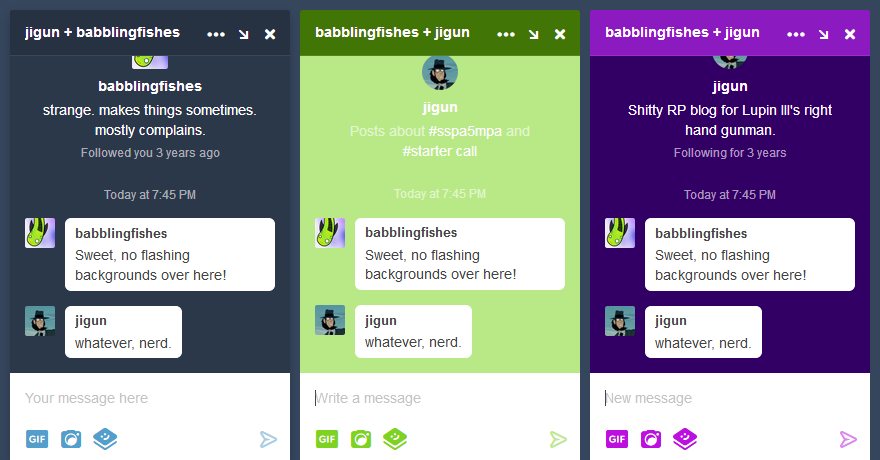 jigun + babblingfishes
babblingfishes
strange. makes things sometimes.
mostly complains.
Followed you 3 years ago
Today at 7:45 PM
babblingfishes
Sweet, no flashing
backgrounds over here!
jigun
whatever, nerd.
Your message here
GIF
babblingfishes + jigun
jigun
Posts about #sspa5mpa and
#starter call
Today at 7:45 PM
babblingfishes
Sweet, no flashing
backgrounds over here!
jigun
whatever, nerd.
Write a message
GIF
babblingfishes + jigun
jigun
Shitty RP blog for Lupin III's right
hand gunman.
Following for 3 years
Today at 7:45 PM
babblingfishes
Sweet, no flashing
backgrounds over here!
jigun
whatever, nerd.
New message
GIF